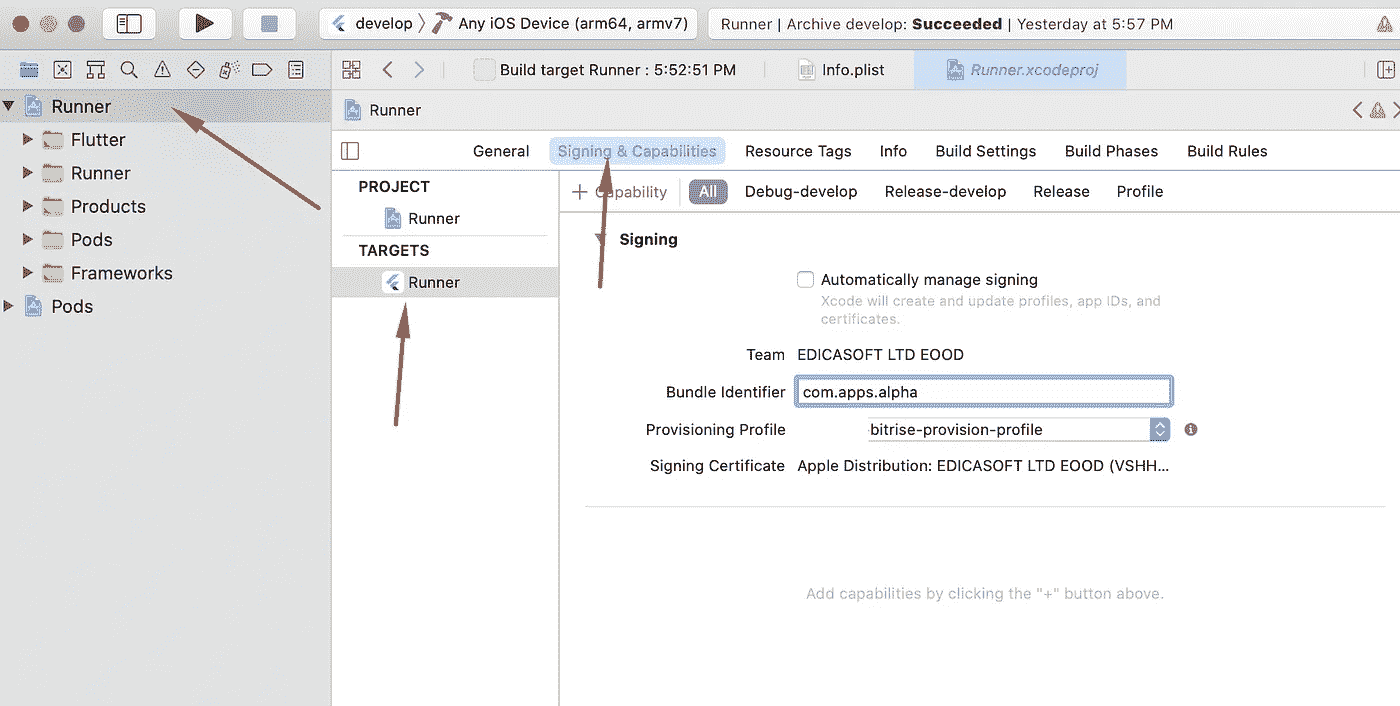 develop
Any iOS Device (arm64, armv7)
Runner | Archive develop: Succeeded | Yesterday at 5:57 PM
Build target Runner : 5:52:51 PM
Info.plist
Runner.xcodeproj
Runner
Flutter
Runner
Products
Pods
Frameworks
Pods
Runner
General Signing & Capabilities Resource Tags Info Build Settings Build Phases Build Rules
PROJECT
Runner
TARGETS
Runner
+ Capability All Debug-develop Release-develop Release Profile
Signing
Automatically manage signing
Xcode will create and update profiles, app IDs, and
certificates.
Team EDICASOFT LTD EOOD
Bundle Identifier com.apps.alpha
Provisioning Profile bitrise-provision-profile
Signing Certificate Apple Distribution: EDICASOFT LTD EOOD (VSHH...
Add capabilities by clicking the "+" button above.